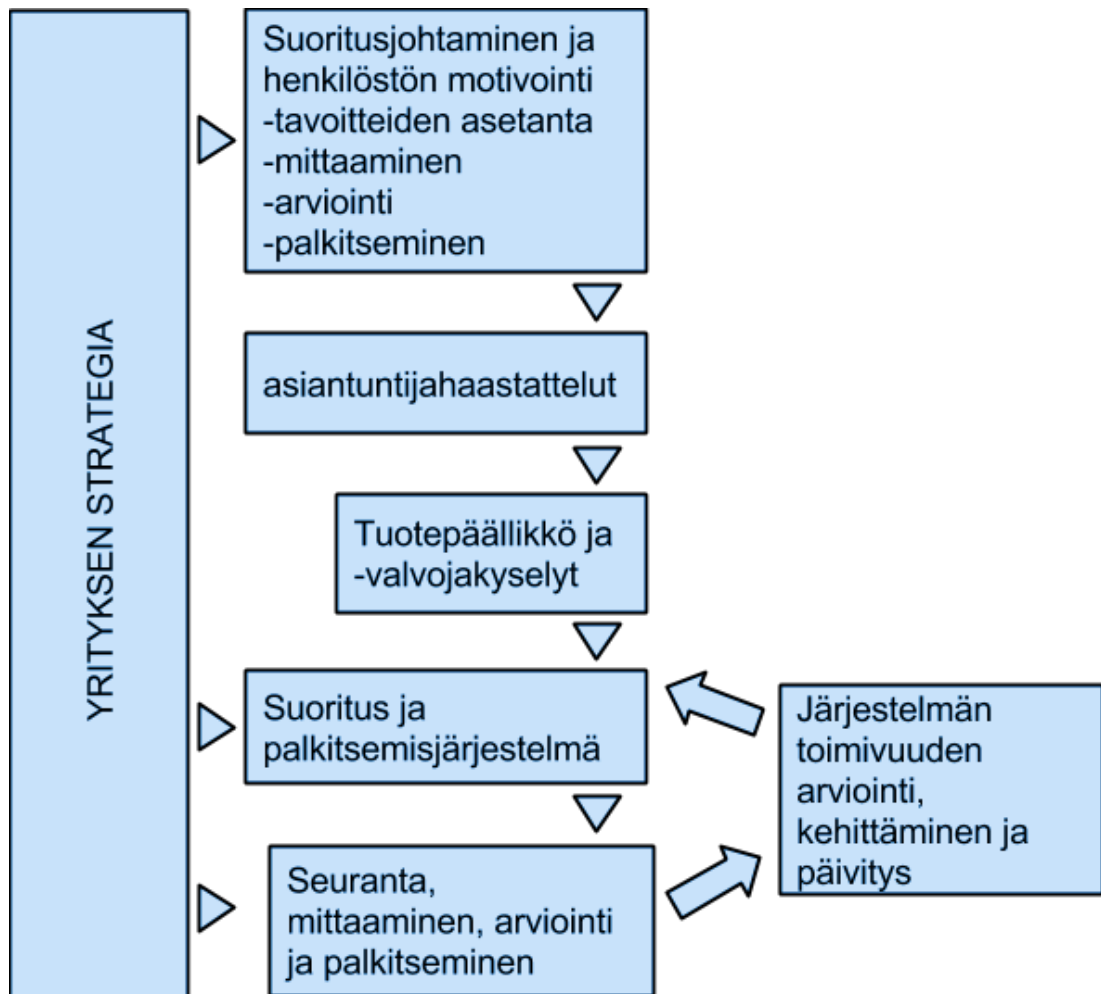 YRITYKSEN STRATEGIA
Suoritusjohtaminen ja
henkilöstön motivointi
-tavoitteiden asetanta
-mittaaminen
-arviointi
-palkitseminen
asiantuntijahaastattelut
Tuotepäällikkö ja
-valvojakyselyt
Suoritus ja
palkitsemisjärjestelmä
Seuranta,
mittaaminen, arviointi
ja palkitseminen
Järjestelmän
toimivuuden
arviointi,
kehittäminen ja
päivitys